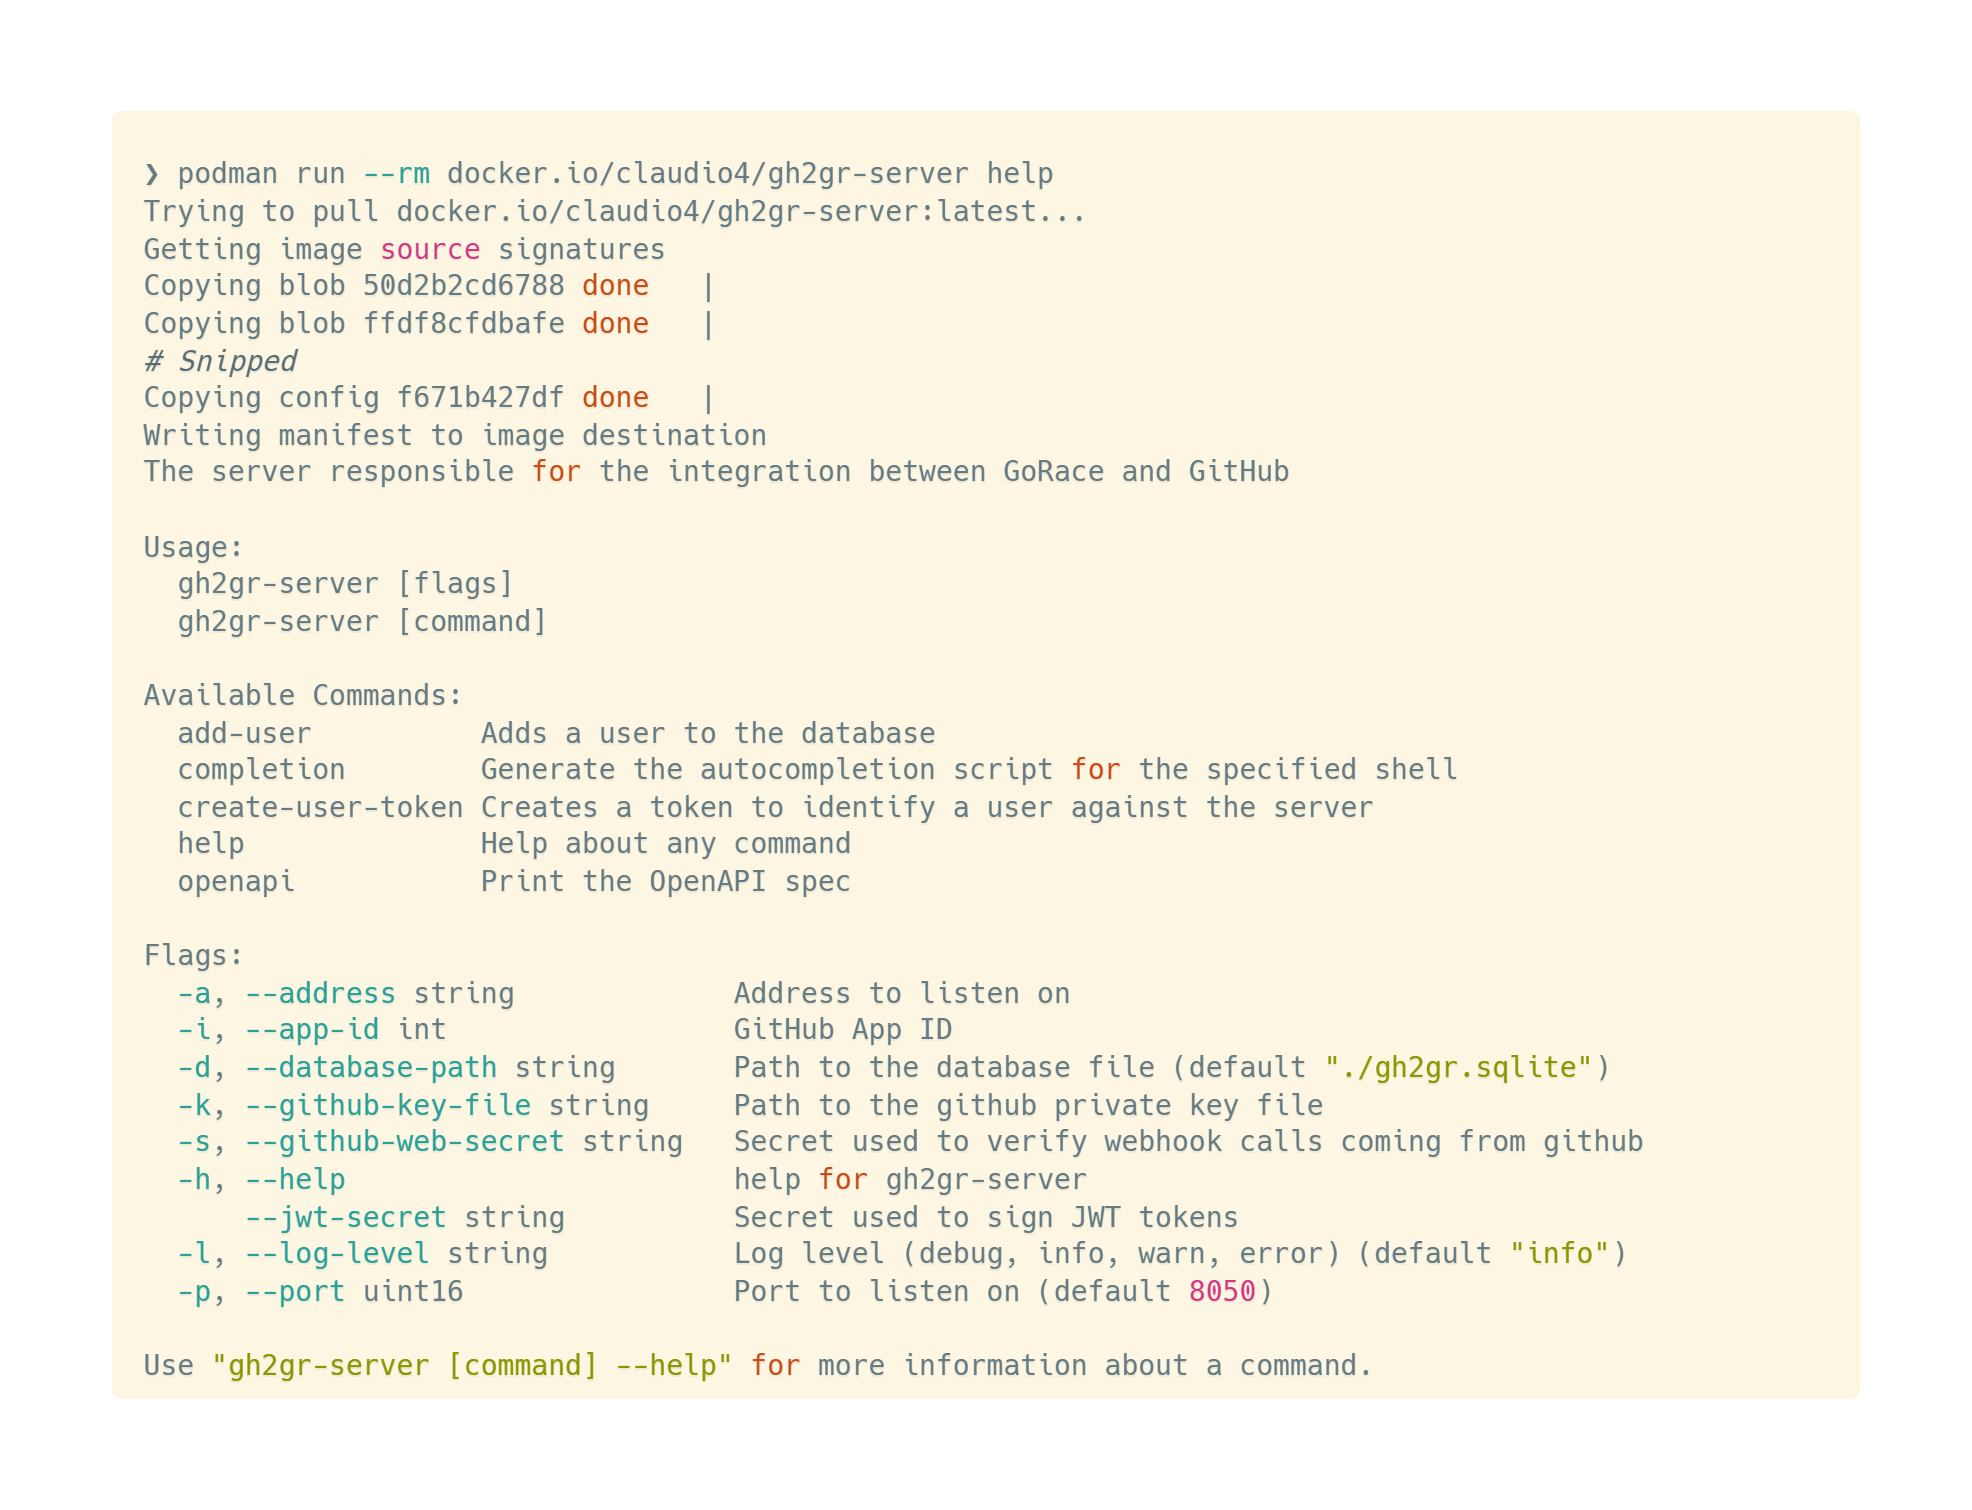 ❯ podman run --rm docker.io/claudio4/gh2gr-server help
Trying to pull docker.io/claudio4/gh2gr-server:latest...
Getting image source signatures
Copying blob 50d2b2cd6788 done   |
Copying blob ffdf8cfdbafe done   |
# Snipped
Copying config f671b427df done   |
Writing manifest to image destination
The server responsible for the integration between GoRace and GitHub

Usage:
  gh2gr-server [flags]
  gh2gr-server [command]

Available Commands:
  add-user          Adds a user to the database
  completion        Generate the autocompletion script for the specified shell
  create-user-token Creates a token to identify a user against the server
  help              Help about any command
  openapi           Print the OpenAPI spec

Flags:
  -a, --address string             Address to listen on
  -i, --app-id int                 GitHub App ID
  -d, --database-path string       Path to the database file (default "./gh2gr.sqlite")
  -k, --github-key-file string     Path to the github private key file
  -s, --github-web-secret string   Secret used to verify webhook calls coming from github
  -h, --help                       help for gh2gr-server
      --jwt-secret string          Secret used to sign JWT tokens
  -l, --log-level string           Log level (debug, info, warn, error) (default "info")
  -p, --port uint16                Port to listen on (default 8050)

Use "gh2gr-server [command] --help" for more information about a command.